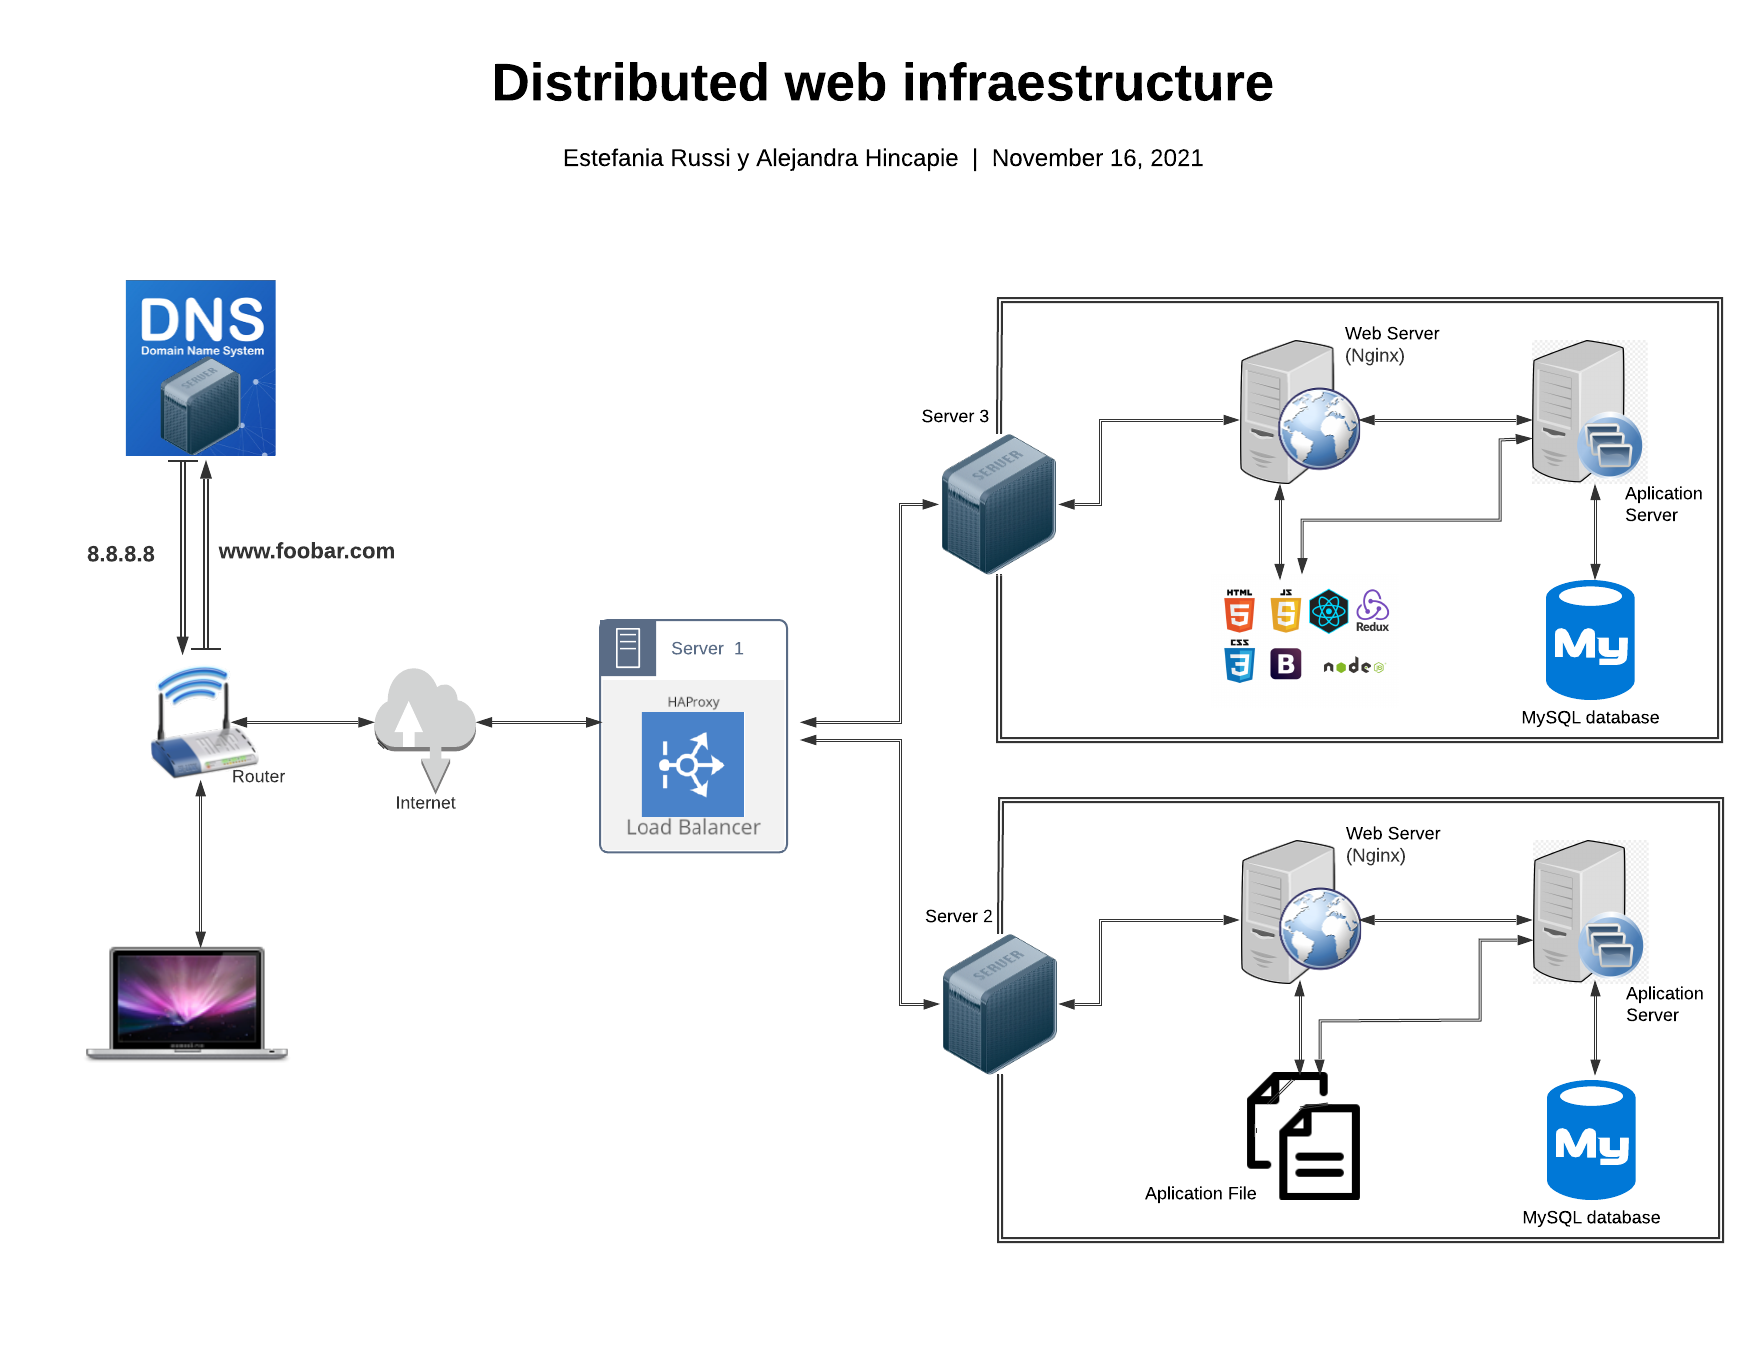 Distributed web infraestructure
Estefania Russi y Alejandra Hincapie | November 16, 2021
DNS
Domain Name System
SERVER
8.8.8.8
www.foobar.com
Router
Internet
Server 1
HAProxy
Load Balancer
Server 3
SERVER
Web Server
(Nginx)
Aplication
Server
HTML
5
JS
5
Redux
CSS
3
B
node
JS
My
MySQL database
Server 2
SERVER
Web Server
(Nginx)
Aplication
Server
Aplication File
My
MySQL database